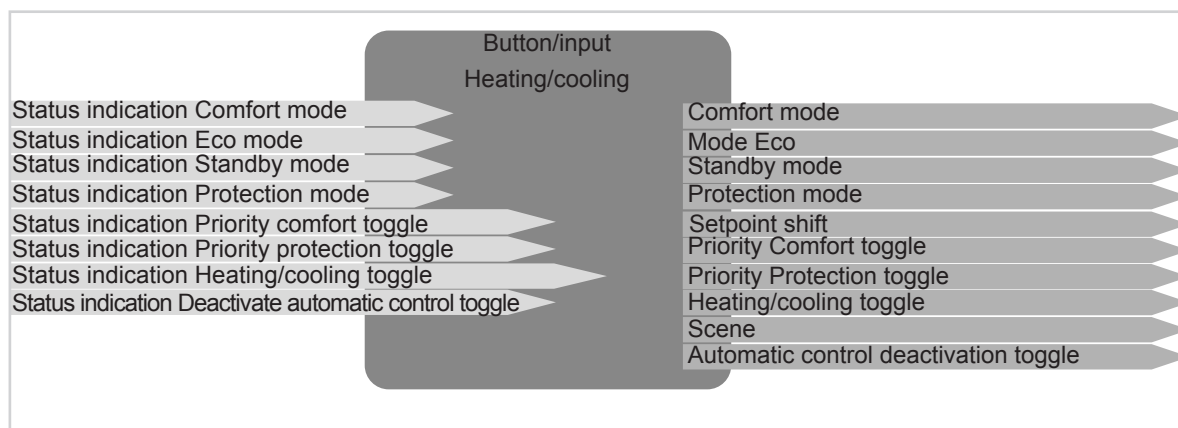 Button/input
Heating/cooling
Status indication Comfort mode
Status indication Eco mode
Status indication Standby mode
Status indication Protection mode
Status indication Priority comfort toggle
Status indication Priority protection toggle
Status indication Heating/cooling toggle
Status indication Deactivate automatic control toggle
Comfort mode
Mode Eco
Standby mode
Protection mode
Setpoint shift
Priority Comfort toggle
Priority Protection toggle
Heating/cooling toggle
Scene
Automatic control deactivation toggle